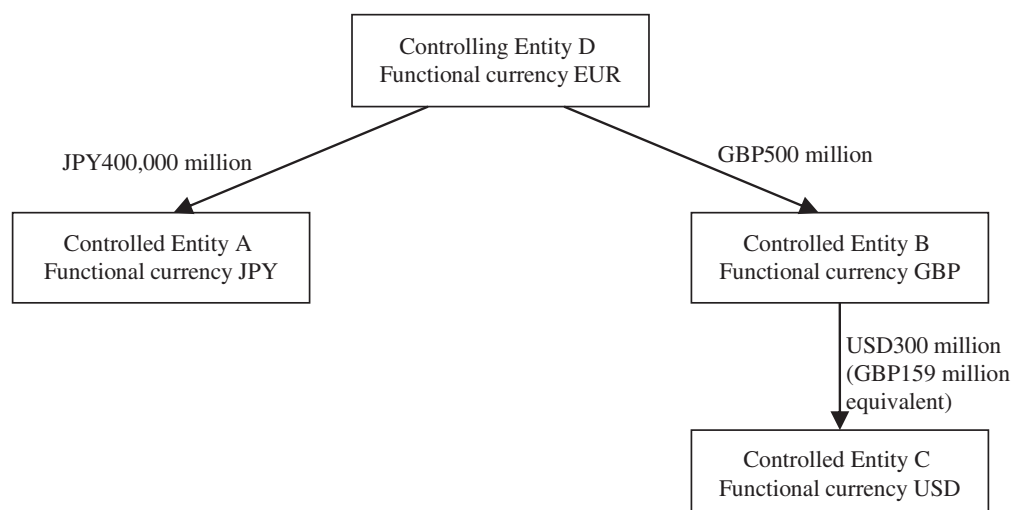 Controlling Entity D
Functional currency EUR
JPY400,000 million
GBP500 million
Controlled Entity A
Functional currency JPY
Controlled Entity B
Functional currency GBP
USD300 million
(GBP159 million
equivalent)
Controlled Entity C
Functional currency USD